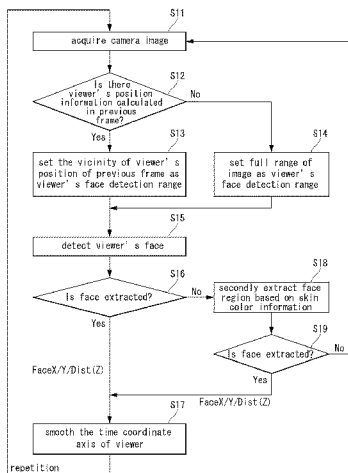 S11
acquire camera image
S12
Is there
viewer's position
information calculated
in previous
frame?
No
Yes
S13
set the vicinity of viewer's
position of previous frame as
viewer's face detection range
S14
set full range of
image as viewer's
face detection range
S15
detect viewer's face
S16
Is face extracted?
No
Yes
S18
secondly extract face
region based on skin
color information
S19
Is face extracted?
No
Yes
FaceX/Y/Dist(Z)
FaceX/Y/Dist(Z)
S17
smooth the time coordinate
axis of viewer
repetition